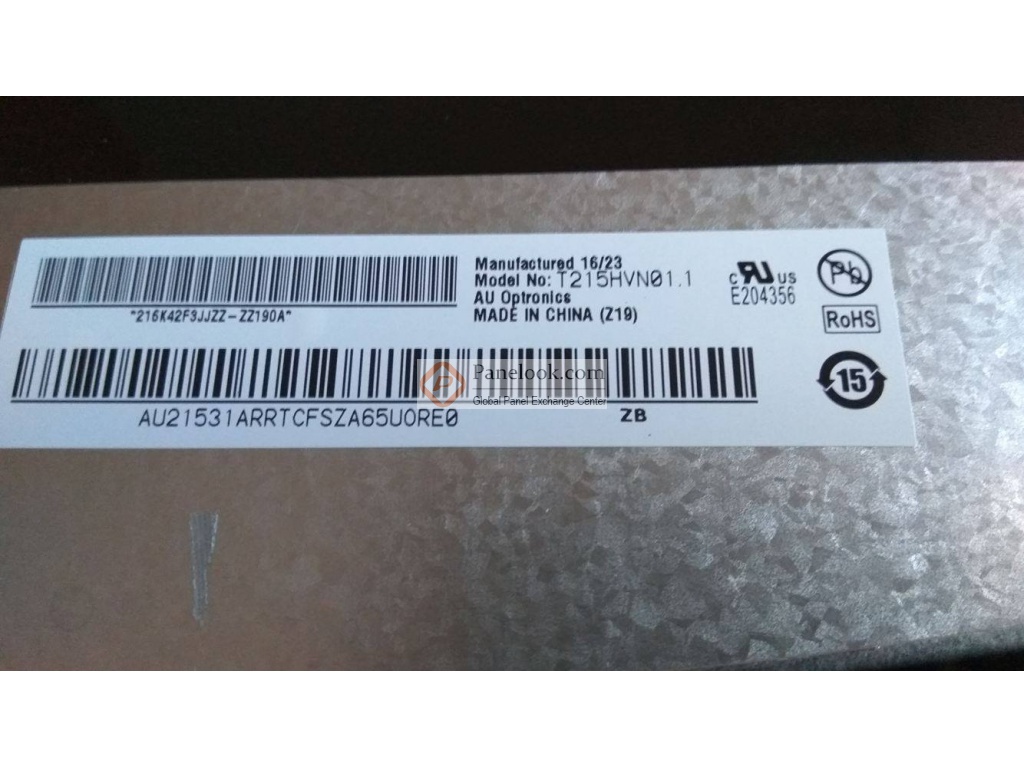 Manufactured 16/23
Model No: T215HVN01.1
AU Optronics
MADE IN CHINA (Z19)
*216K42F3JJZZ-ZZ190A*
c RU US
E204356
Pb
RoHS
15
AU21531ARRTCFSZA65U0RE0
ZB
P
Panelook.com
Global Panel Exchange Center